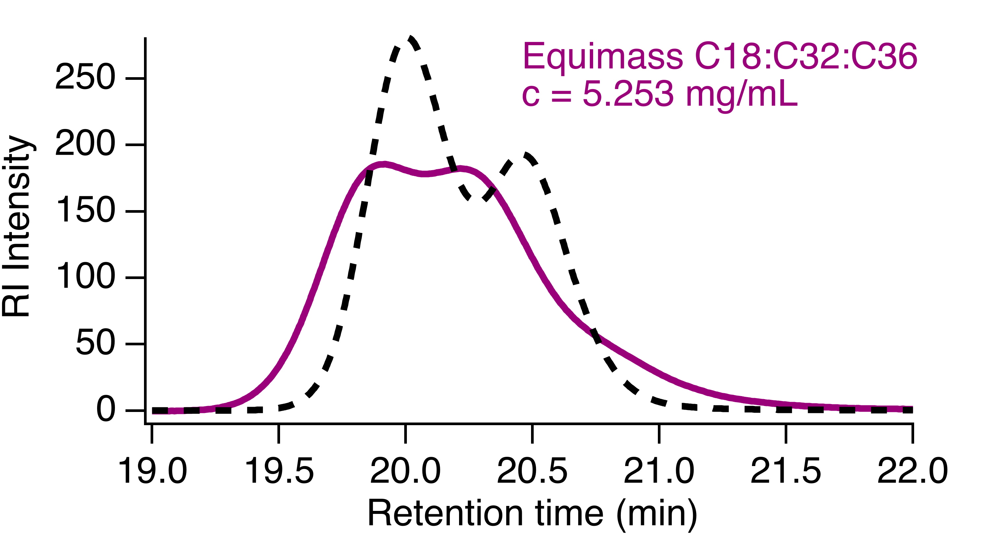 Equimass C18:C32:C36
c = 5.253 mg/mL
RI Intensity
250
200
150
100
50
0
19.0 19.5 20.0 20.5 21.0 21.5 22.0
Retention time (min)